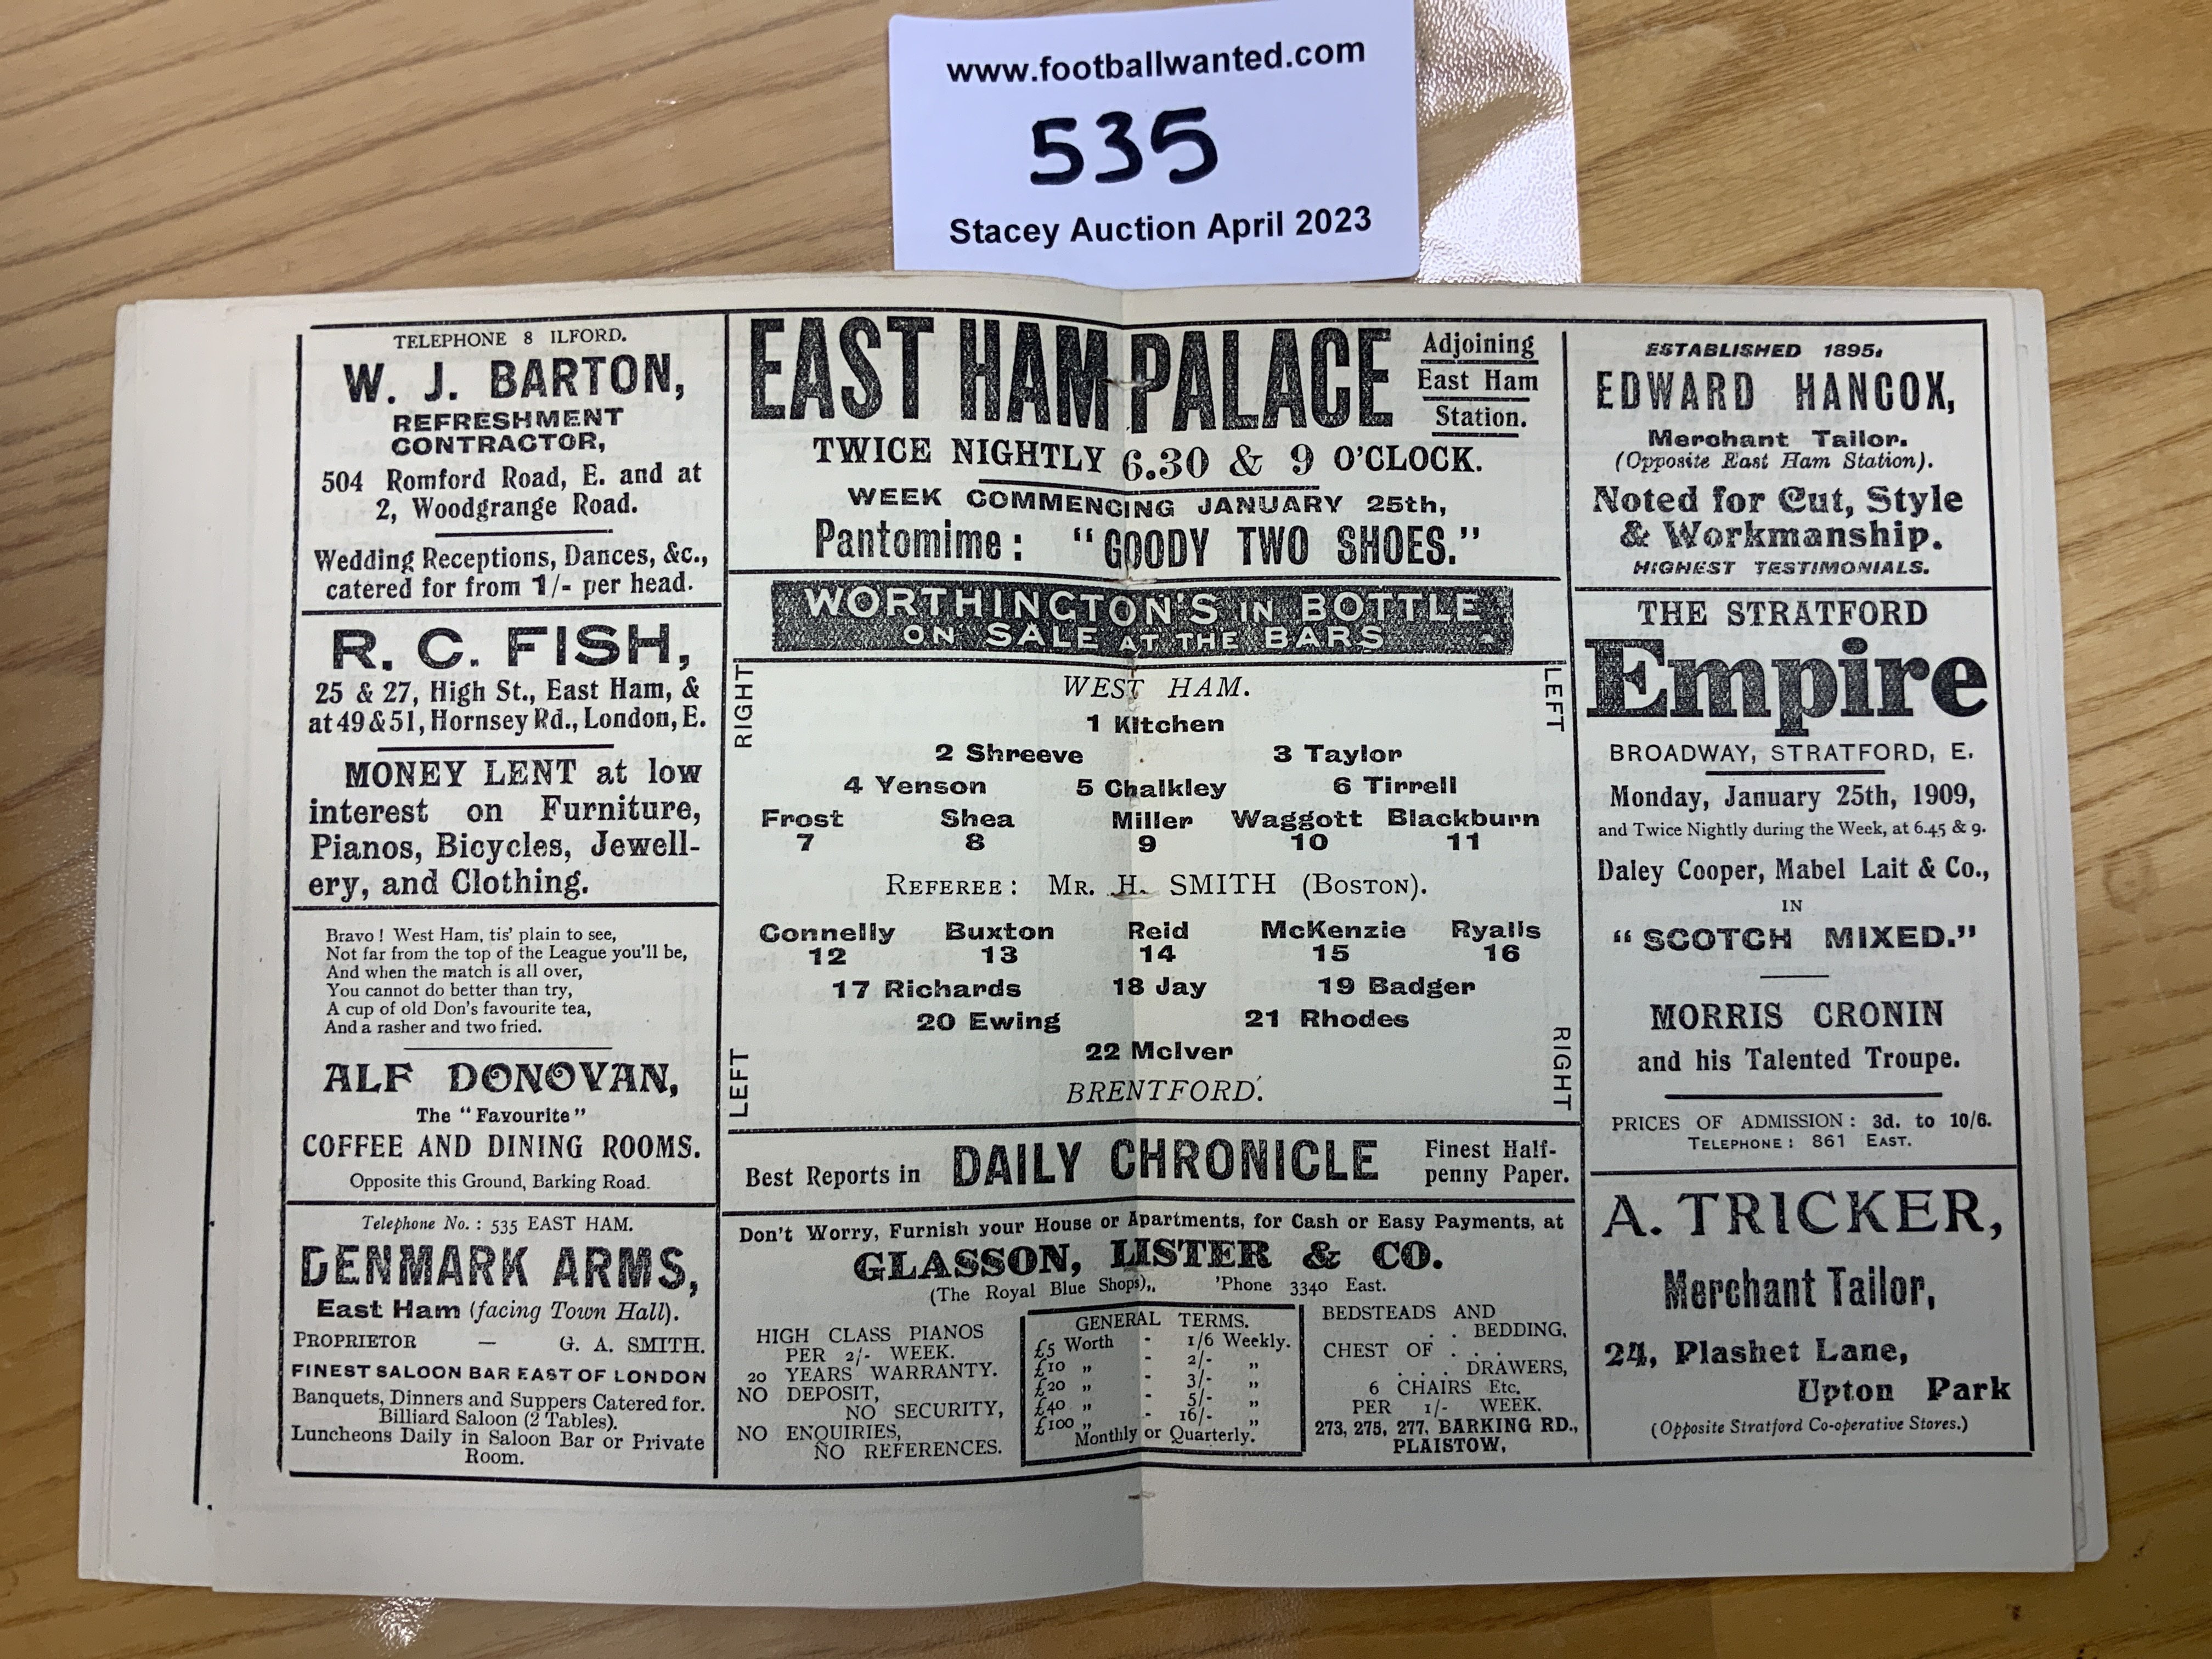 www.footballwanted.com
535
Stacey Auction April 2023
TELEPHONE 8 ILFORD.
W. J. BARTON,
REFRESHMENT
CONTRACTOR,
504 Romford Road, E. and at
2, Woodgrange Road.
Wedding Receptions, Dances, &c.,
catered for from 1/- per head.
R. C. FISH,
25 & 27, High St., East Ham, &
at 49 & 51, Hornsey Rd., London, E.
MONEY LENT at low
interest on Furniture,
Pianos, Bicycles, Jewell-
ery, and Clothing.
Bravo ! West Ham, tis' plain to see,
Not far from the top of the League you'll be,
And when the match is all over,
You cannot do better than try,
A cup of old Don's favourite tea,
And a rasher and two fried.
ALF DONOVAN,
The "Favourite"
COFFEE AND DINING ROOMS.
Opposite this Ground, Barking Road.
Telephone No. : 535 EAST HAM.
DENMARK ARMS,
East Ham (facing Town Hall).
PROPRIETOR — G. A. SMITH.
FINEST SALOON BAR EAST OF LONDON
Banquets, Dinners and Suppers Catered for.
Billiard Saloon (2 Tables).
Luncheons Daily in Saloon Bar or Private
Room.
EAST HAM PALACE
Adjoining
East Ham
Station.
TWICE NIGHTLY 6.30 & 9 O'CLOCK.
WEEK COMMENCING JANUARY 25th,
Pantomime : "GOODY TWO SHOES."
WORTHINGTON'S IN BOTTLE
ON SALE AT THE BARS
RIGHT
LEFT
WEST HAM.
1 Kitchen
2 Shreeve 3 Taylor
4 Yenson 5 Chalkley 6 Tirrell
Frost Shea Miller Waggott Blackburn
7 8 9 10 11
REFEREE : MR. H. SMITH (BOSTON).
Connelly Buxton Reid McKenzie Ryalls
12 13 14 15 16
17 Richards 18 Jay 19 Badger
20 Ewing 21 Rhodes
22 McIver
BRENTFORD.
LEFT
RIGHT
Best Reports in DAILY CHRONICLE
Finest Half-
penny Paper.
Don't Worry, Furnish your House or Apartments, for Cash or Easy Payments, at
GLASSON, LISTER & CO.
(The Royal Blue Shops),, 'Phone 3340 East.
HIGH CLASS PIANOS
PER 2/- WEEK.
20 YEARS WARRANTY.
NO DEPOSIT,
NO SECURITY,
NO ENQUIRIES,
NO REFERENCES.
GENERAL TERMS.
£5 Worth - 1/6 Weekly.
£10 ,, - 2/- ,,
£20 ,, - 3/- ,,
£40 ,, - 5/- ,,
£100 ,, - 16/- ,,
Monthly or Quarterly.
BEDSTEADS AND
. . BEDDING,
CHEST OF . . .
. . . DRAWERS,
6 CHAIRS Etc.
PER 1/- WEEK.
273, 275, 277, BARKING RD.,
PLAISTOW,
ESTABLISHED 1895,
EDWARD HANCOX,
Merchant Tailor.
(Opposite East Ham Station).
Noted for Cut, Style
& Workmanship.
HIGHEST TESTIMONIALS.
THE STRATFORD
Empire
BROADWAY, STRATFORD, E.
Monday, January 25th, 1909,
and Twice Nightly during the Week, at 6.45 & 9.
Daley Cooper, Mabel Lait & Co.,
IN
"SCOTCH MIXED."
MORRIS CRONIN
and his Talented Troupe.
PRICES OF ADMISSION : 3d. to 10/6.
TELEPHONE : 861 EAST.
A. TRICKER,
Merchant Tailor,
24, Plashet Lane,
Upton Park
(Opposite Stratford Co-operative Stores.)